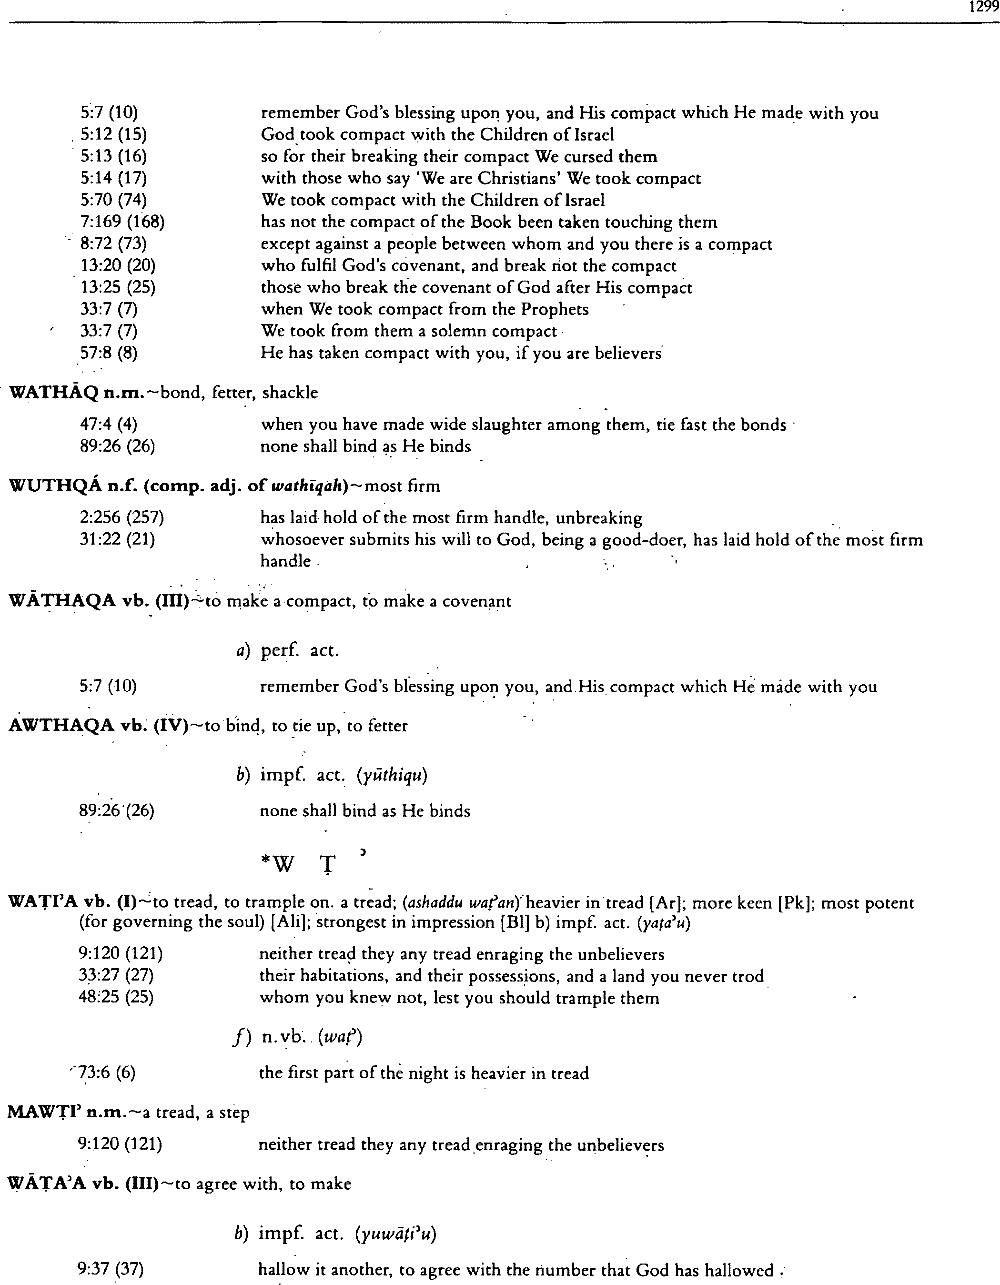 1299
5:7 (10) remember God's blessing upon you, and His compact which He made with you
5:12 (15) God took compact with the Children of Israel
5:13 (16) so for their breaking their compact We cursed them
5:14 (17) with those who say 'We are Christians' We took compact
5:70 (74) We took compact with the Children of Israel
7:169 (168) has not the compact of the Book been taken touching them
8:72 (73) except against a people between whom and you there is a compact
13:20 (20) who fulfil God's covenant, and break not the compact
13:25 (25) those who break the covenant of God after His compact
33:7 (7) when We took compact from the Prophets
33:7 (7) We took from them a solemn compact
57:8 (8) He has taken compact with you, if you are believers
WATHĀQ n.m.~bond, fetter, shackle
47:4 (4) when you have made wide slaughter among them, tie fast the bonds
89:26 (26) none shall bind as He binds
WUTHQÁ n.f. (comp. adj. of wathīqah)~most firm
2:256 (257) has laid hold of the most firm handle, unbreaking
31:22 (21) whosoever submits his will to God, being a good-doer, has laid hold of the most firm
handle
WĀTHAQA vb. (III)~to make a compact, to make a covenant
a) perf. act.
5:7 (10) remember God's blessing upon you, and His compact which He made with you
AWTHAQA vb. (IV)~to bind, to tie up, to fetter
b) impf. act. (yūthiqu)
89:26 (26) none shall bind as He binds
*W Ṭ ʾ
WAṬIʾA vb. (I)~to tread, to trample on. a tread; (ashaddu waṭʾan) heavier in tread [Ar]; more keen [Pk]; most potent
(for governing the soul) [Ali]; strongest in impression [Bl] b) impf. act. (yaṭaʾu)
9:120 (121) neither tread they any tread enraging the unbelievers
33:27 (27) their habitations, and their possessions, and a land you never trod
48:25 (25) whom you knew not, lest you should trample them
f) n.vb. (waṭʾ)
73:6 (6) the first part of the night is heavier in tread
MAWṬIʾ n.m.~a tread, a step
9:120 (121) neither tread they any tread enraging the unbelievers
WĀṬAʾA vb. (III)~to agree with, to make
b) impf. act. (yuwāṭiʾu)
9:37 (37) hallow it another, to agree with the number that God has hallowed